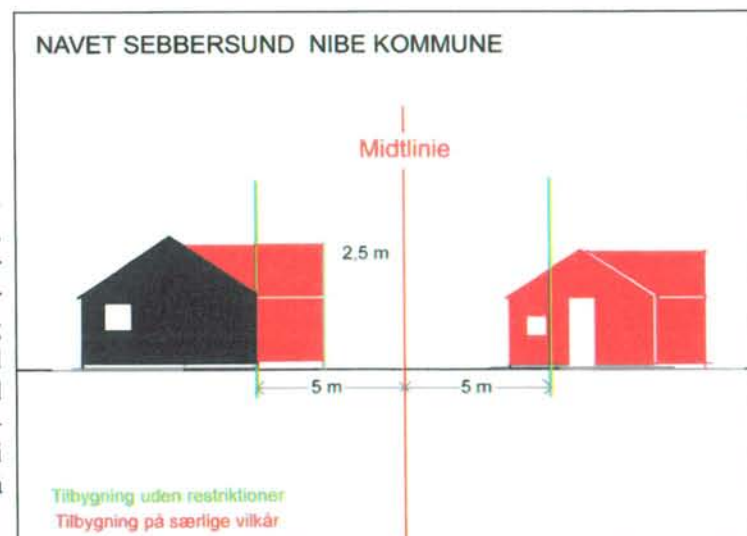 NAVET SEBBERSUND NIBE KOMMUNE
Midtlinie
2,5 m
5 m
5 m
Tilbygning uden restriktioner
Tilbygning på særlige vilkår